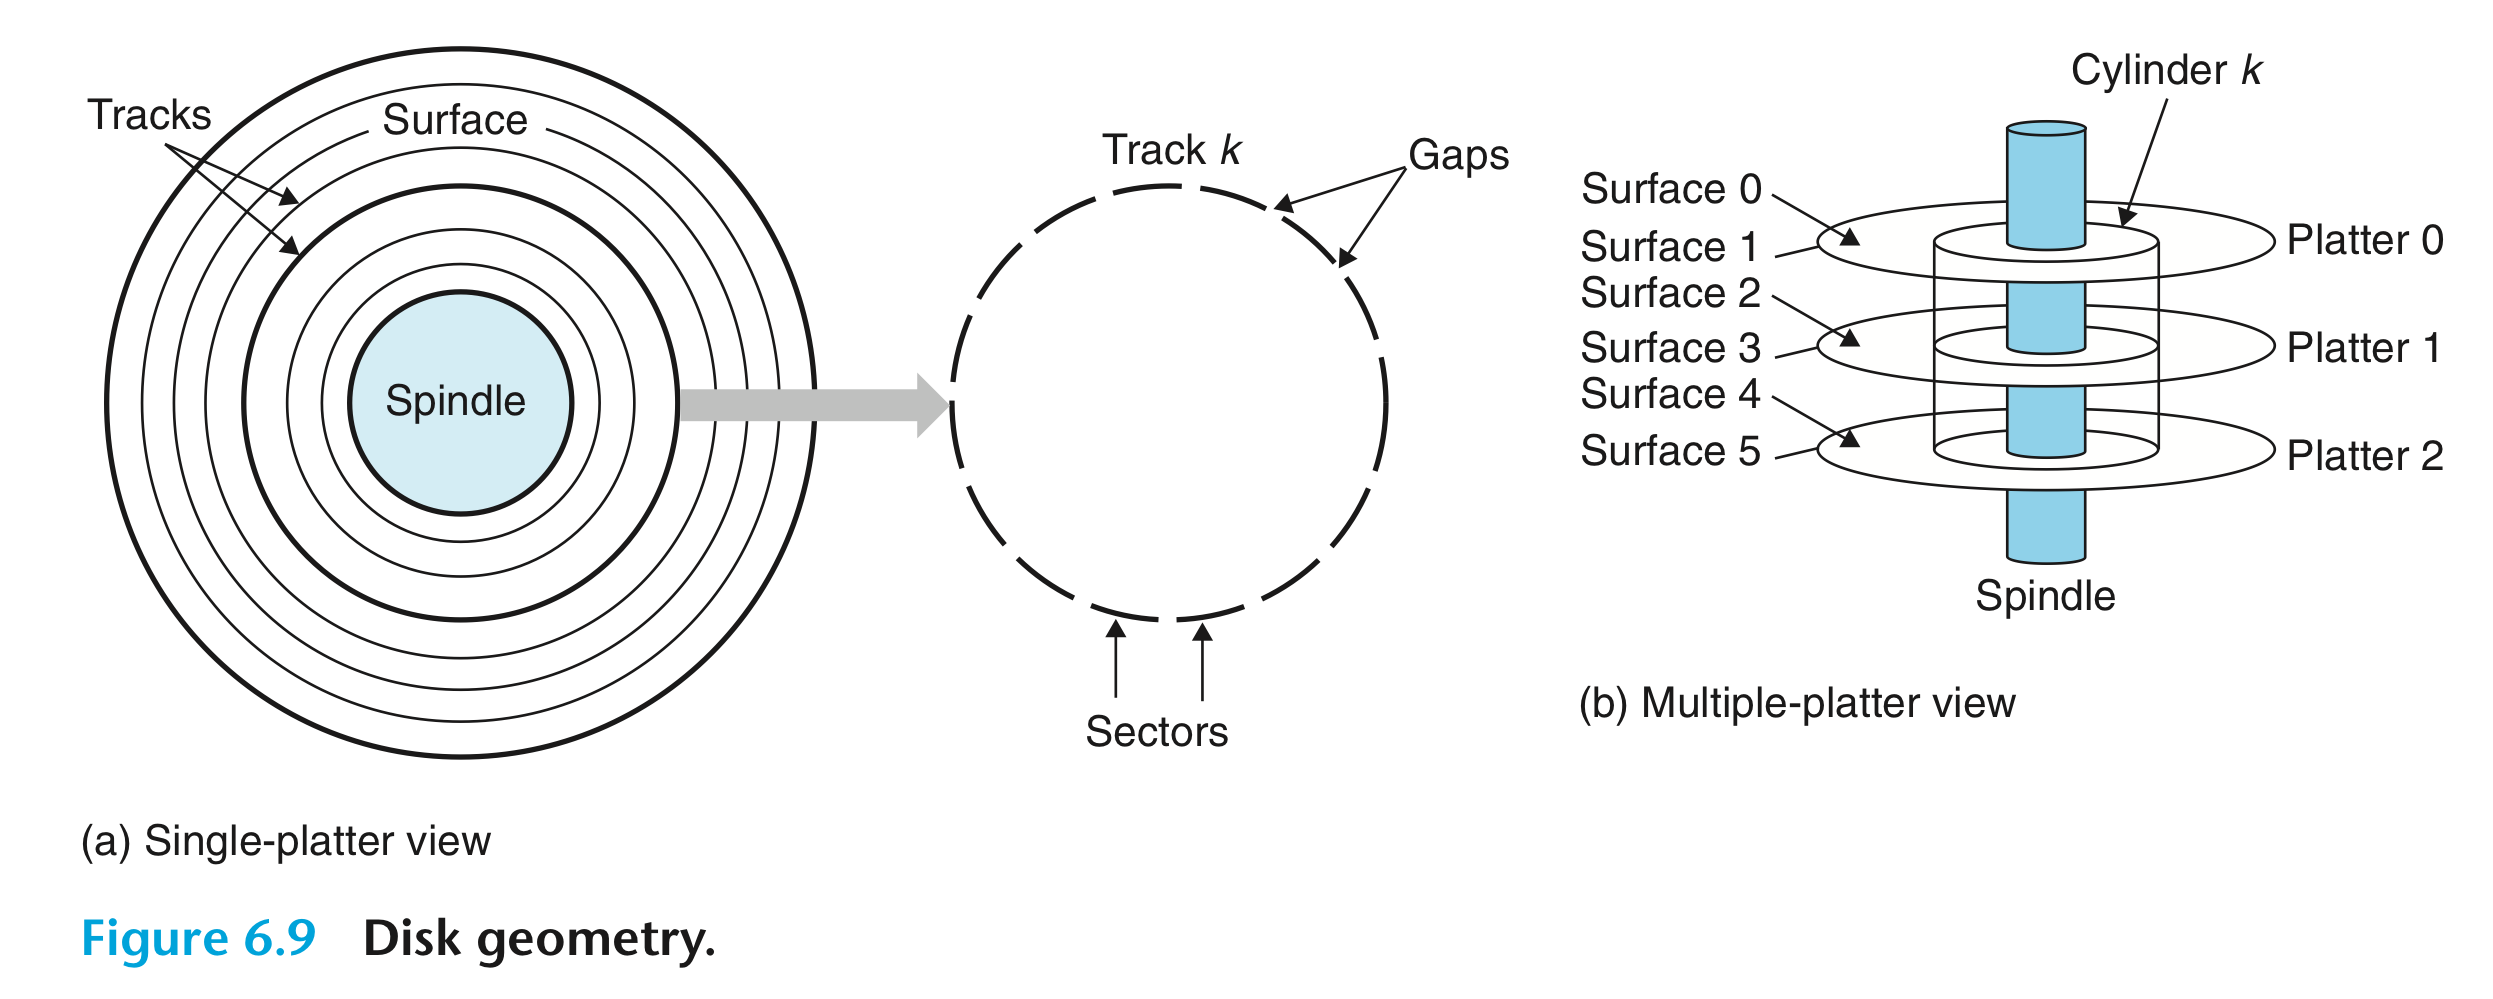 Tracks
Surface
Spindle
Track k
Gaps
Sectors
(a) Single-platter view
Cylinder k
Surface 0
Surface 1
Surface 2
Surface 3
Surface 4
Surface 5
Platter 0
Platter 1
Platter 2
Spindle
(b) Multiple-platter view
Figure 6.9 Disk geometry.